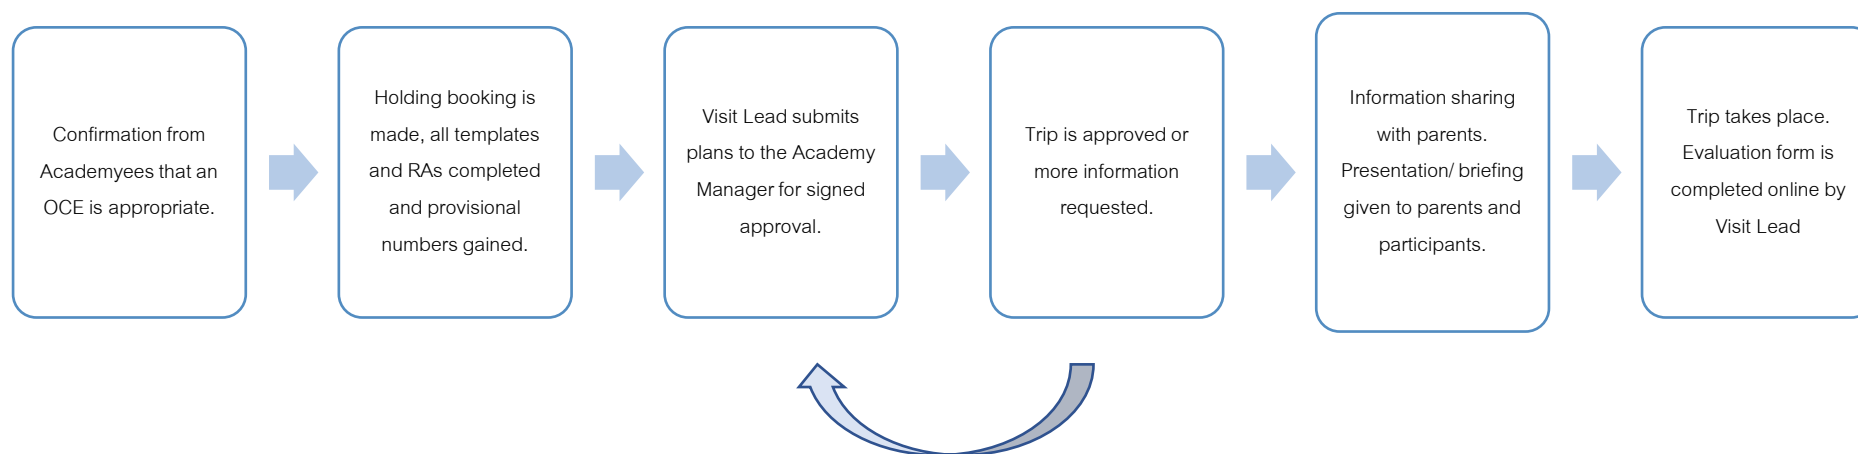 Confirmation from
Academyees that an
OCE is appropriate.
Holding booking is
made, all templates
and RAs completed
and provisional
numbers gained.
Visit Lead submits
plans to the Academy
Manager for signed
approval.
Trip is approved or
more information
requested.
Information sharing
with parents.
Presentation/ briefing
given to parents and
participants.
Trip takes place.
Evaluation form is
completed online by
Visit Lead